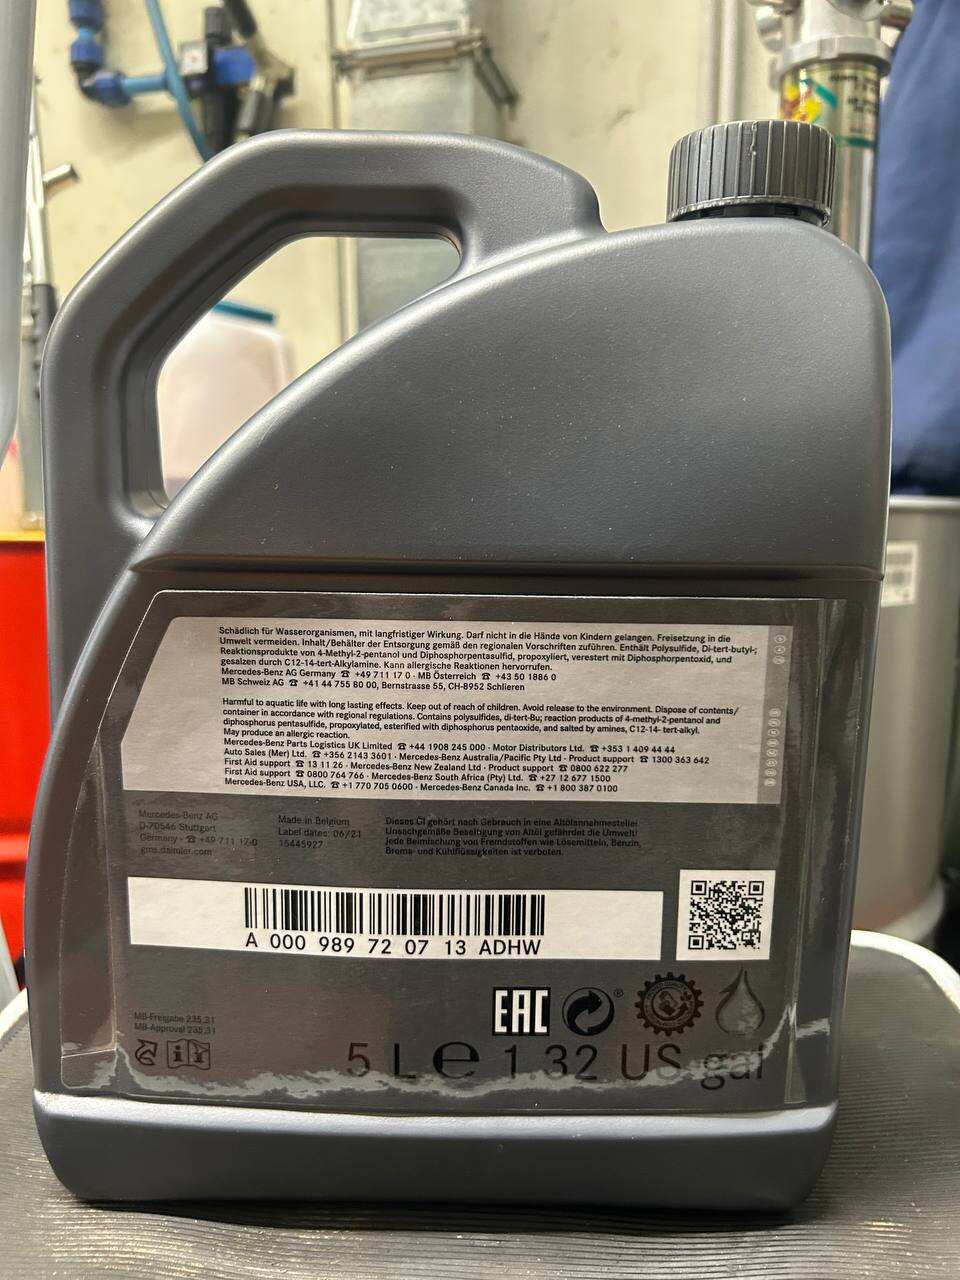 Schädlich für Wasserorganismen, mit langfristiger Wirkung. Darf nicht in die Hände von Kindern gelangen. Freisetzung in die
Umwelt vermeiden. Inhalt/Behälter der Entsorgung gemäß den regionalen Vorschriften zuführen. Enthält Polysulfide, Di-tert-butyl-;
Reaktionsprodukte von 4-Methyl-2-pentanol und Diphosphorpentasulfid, propoxyliert, verestert mit Diphosphorpentoxid, und
gesalzen durch C12-14-tert-Alkylamine. Kann allergische Reaktionen hervorrufen.
Mercedes-Benz AG Germany ☎ +49 711 17 0 · MB Österreich ☎ +43 50 1886 0
MB Schweiz AG ☎ +41 44 755 80 00, Bernstrasse 55, CH-8952 Schlieren
Harmful to aquatic life with long lasting effects. Keep out of reach of children. Avoid release to the environment. Dispose of contents/
container in accordance with regional regulations. Contains polysulfides, di-tert-Bu; reaction products of 4-methyl-2-pentanol and
diphosphorus pentasulfide, propoxylated, esterified with diphosphorus pentaoxide, and salted by amines, C12-14- tert-alkyl.
May produce an allergic reaction.
Mercedes-Benz Parts Logistics UK Limited ☎ +44 1908 245 000 · Motor Distributors Ltd. ☎ +353 1 409 44 44
Auto Sales (Mer) Ltd. ☎ +356 2143 3601 · Mercedes-Benz Australia/Pacific Pty Ltd · Product support ☎ 1300 363 642
First Aid support ☎ 13 11 26 · Mercedes-Benz New Zealand Ltd · Product support ☎ 0800 622 277
First Aid support ☎ 0800 764 766 · Mercedes-Benz South Africa (Pty) Ltd. ☎ +27 12 677 1500
Mercedes-Benz USA, LLC. ☎ +1 770 705 0600 · Mercedes-Benz Canada Inc. ☎ +1 800 387 0100
Mercedes-Benz AG
D-70546 Stuttgart
Germany · ☎ +49 711 17-0
gms.daimler.com
Made in Belgium
Label dates: 06/21
15445927
Dieses Öl gehört nach Gebrauch in eine Altölannahmestelle!
Unsachgemäße Beseitigung von Altöl gefährdet die Umwelt!
Jede Beimischung von Fremdstoffen wie Lösemitteln, Benzin,
Brems- und Kühlflüssigkeiten ist verboten.
A 000 989 72 07 13 ADHW
EAC
®
MB-Freigabe 235.31
MB-Approval 235.31
5 L ℮ 1.32 US gal